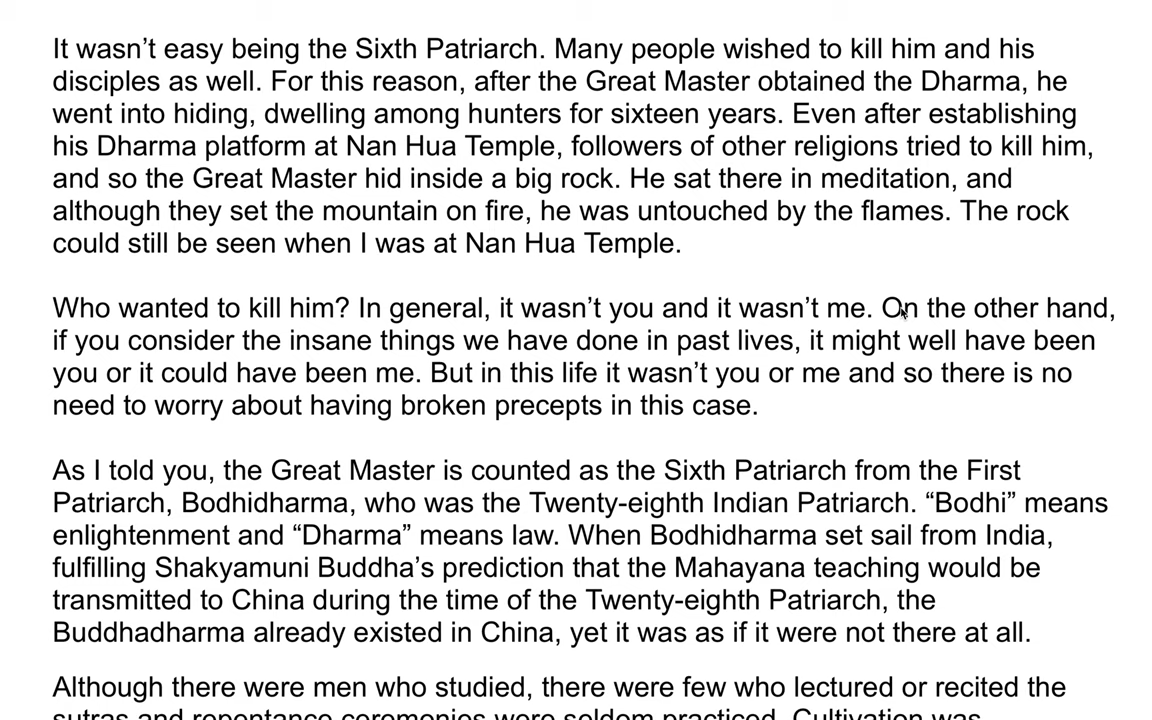 It wasn’t easy being the Sixth Patriarch. Many people wished to kill him and his
disciples as well. For this reason, after the Great Master obtained the Dharma, he
went into hiding, dwelling among hunters for sixteen years. Even after establishing
his Dharma platform at Nan Hua Temple, followers of other religions tried to kill him,
and so the Great Master hid inside a big rock. He sat there in meditation, and
although they set the mountain on fire, he was untouched by the flames. The rock
could still be seen when I was at Nan Hua Temple.
Who wanted to kill him? In general, it wasn’t you and it wasn’t me. On the other hand,
if you consider the insane things we have done in past lives, it might well have been
you or it could have been me. But in this life it wasn’t you or me and so there is no
need to worry about having broken precepts in this case.
As I told you, the Great Master is counted as the Sixth Patriarch from the First
Patriarch, Bodhidharma, who was the Twenty-eighth Indian Patriarch. “Bodhi” means
enlightenment and “Dharma” means law. When Bodhidharma set sail from India,
fulfilling Shakyamuni Buddha’s prediction that the Mahayana teaching would be
transmitted to China during the time of the Twenty-eighth Patriarch, the
Buddhadharma already existed in China, yet it was as if it were not there at all.
Although there were men who studied, there were few who lectured or recited the
sutras and repentance ceremonies were seldom practiced. Cultivation was